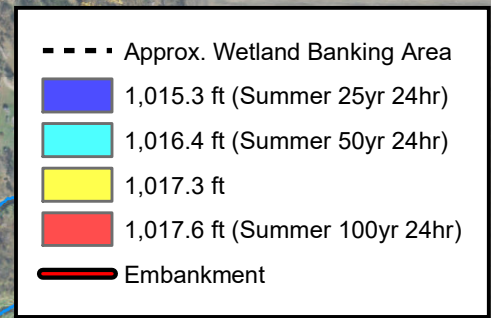 Approx. Wetland Banking Area
1,015.3 ft (Summer 25yr 24hr)
1,016.4 ft (Summer 50yr 24hr)
1,017.3 ft
1,017.6 ft (Summer 100yr 24hr)
Embankment